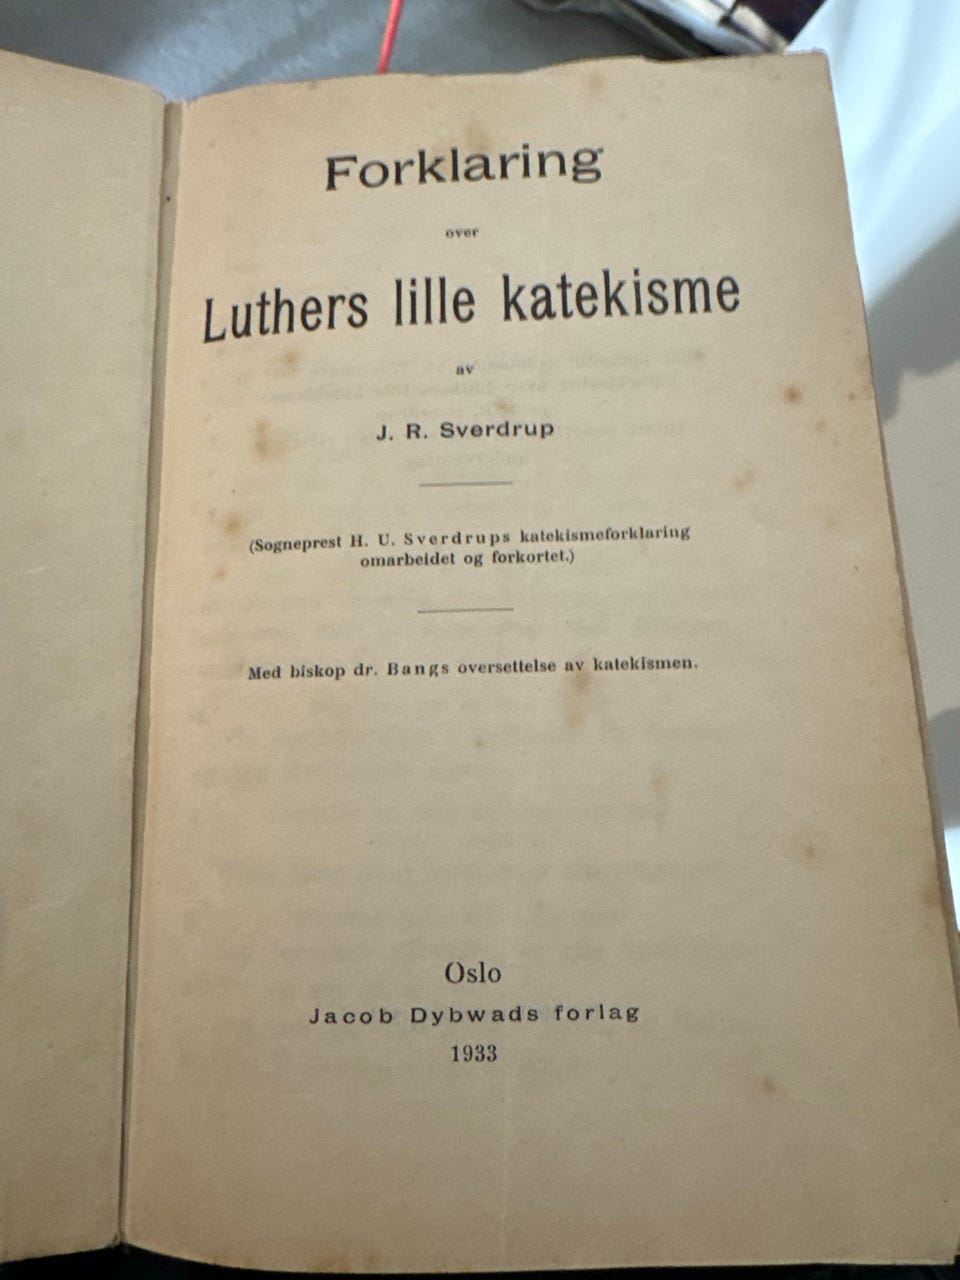 Forklaring
over
Luthers lille katekisme
av
J. R. Sverdrup
(Sogneprest H. U. Sverdrups katekismeforklaring
omarbeidet og forkortet.)
Med biskop dr. Bangs oversettelse av katekismen.
Oslo
Jacob Dybwads forlag
1933